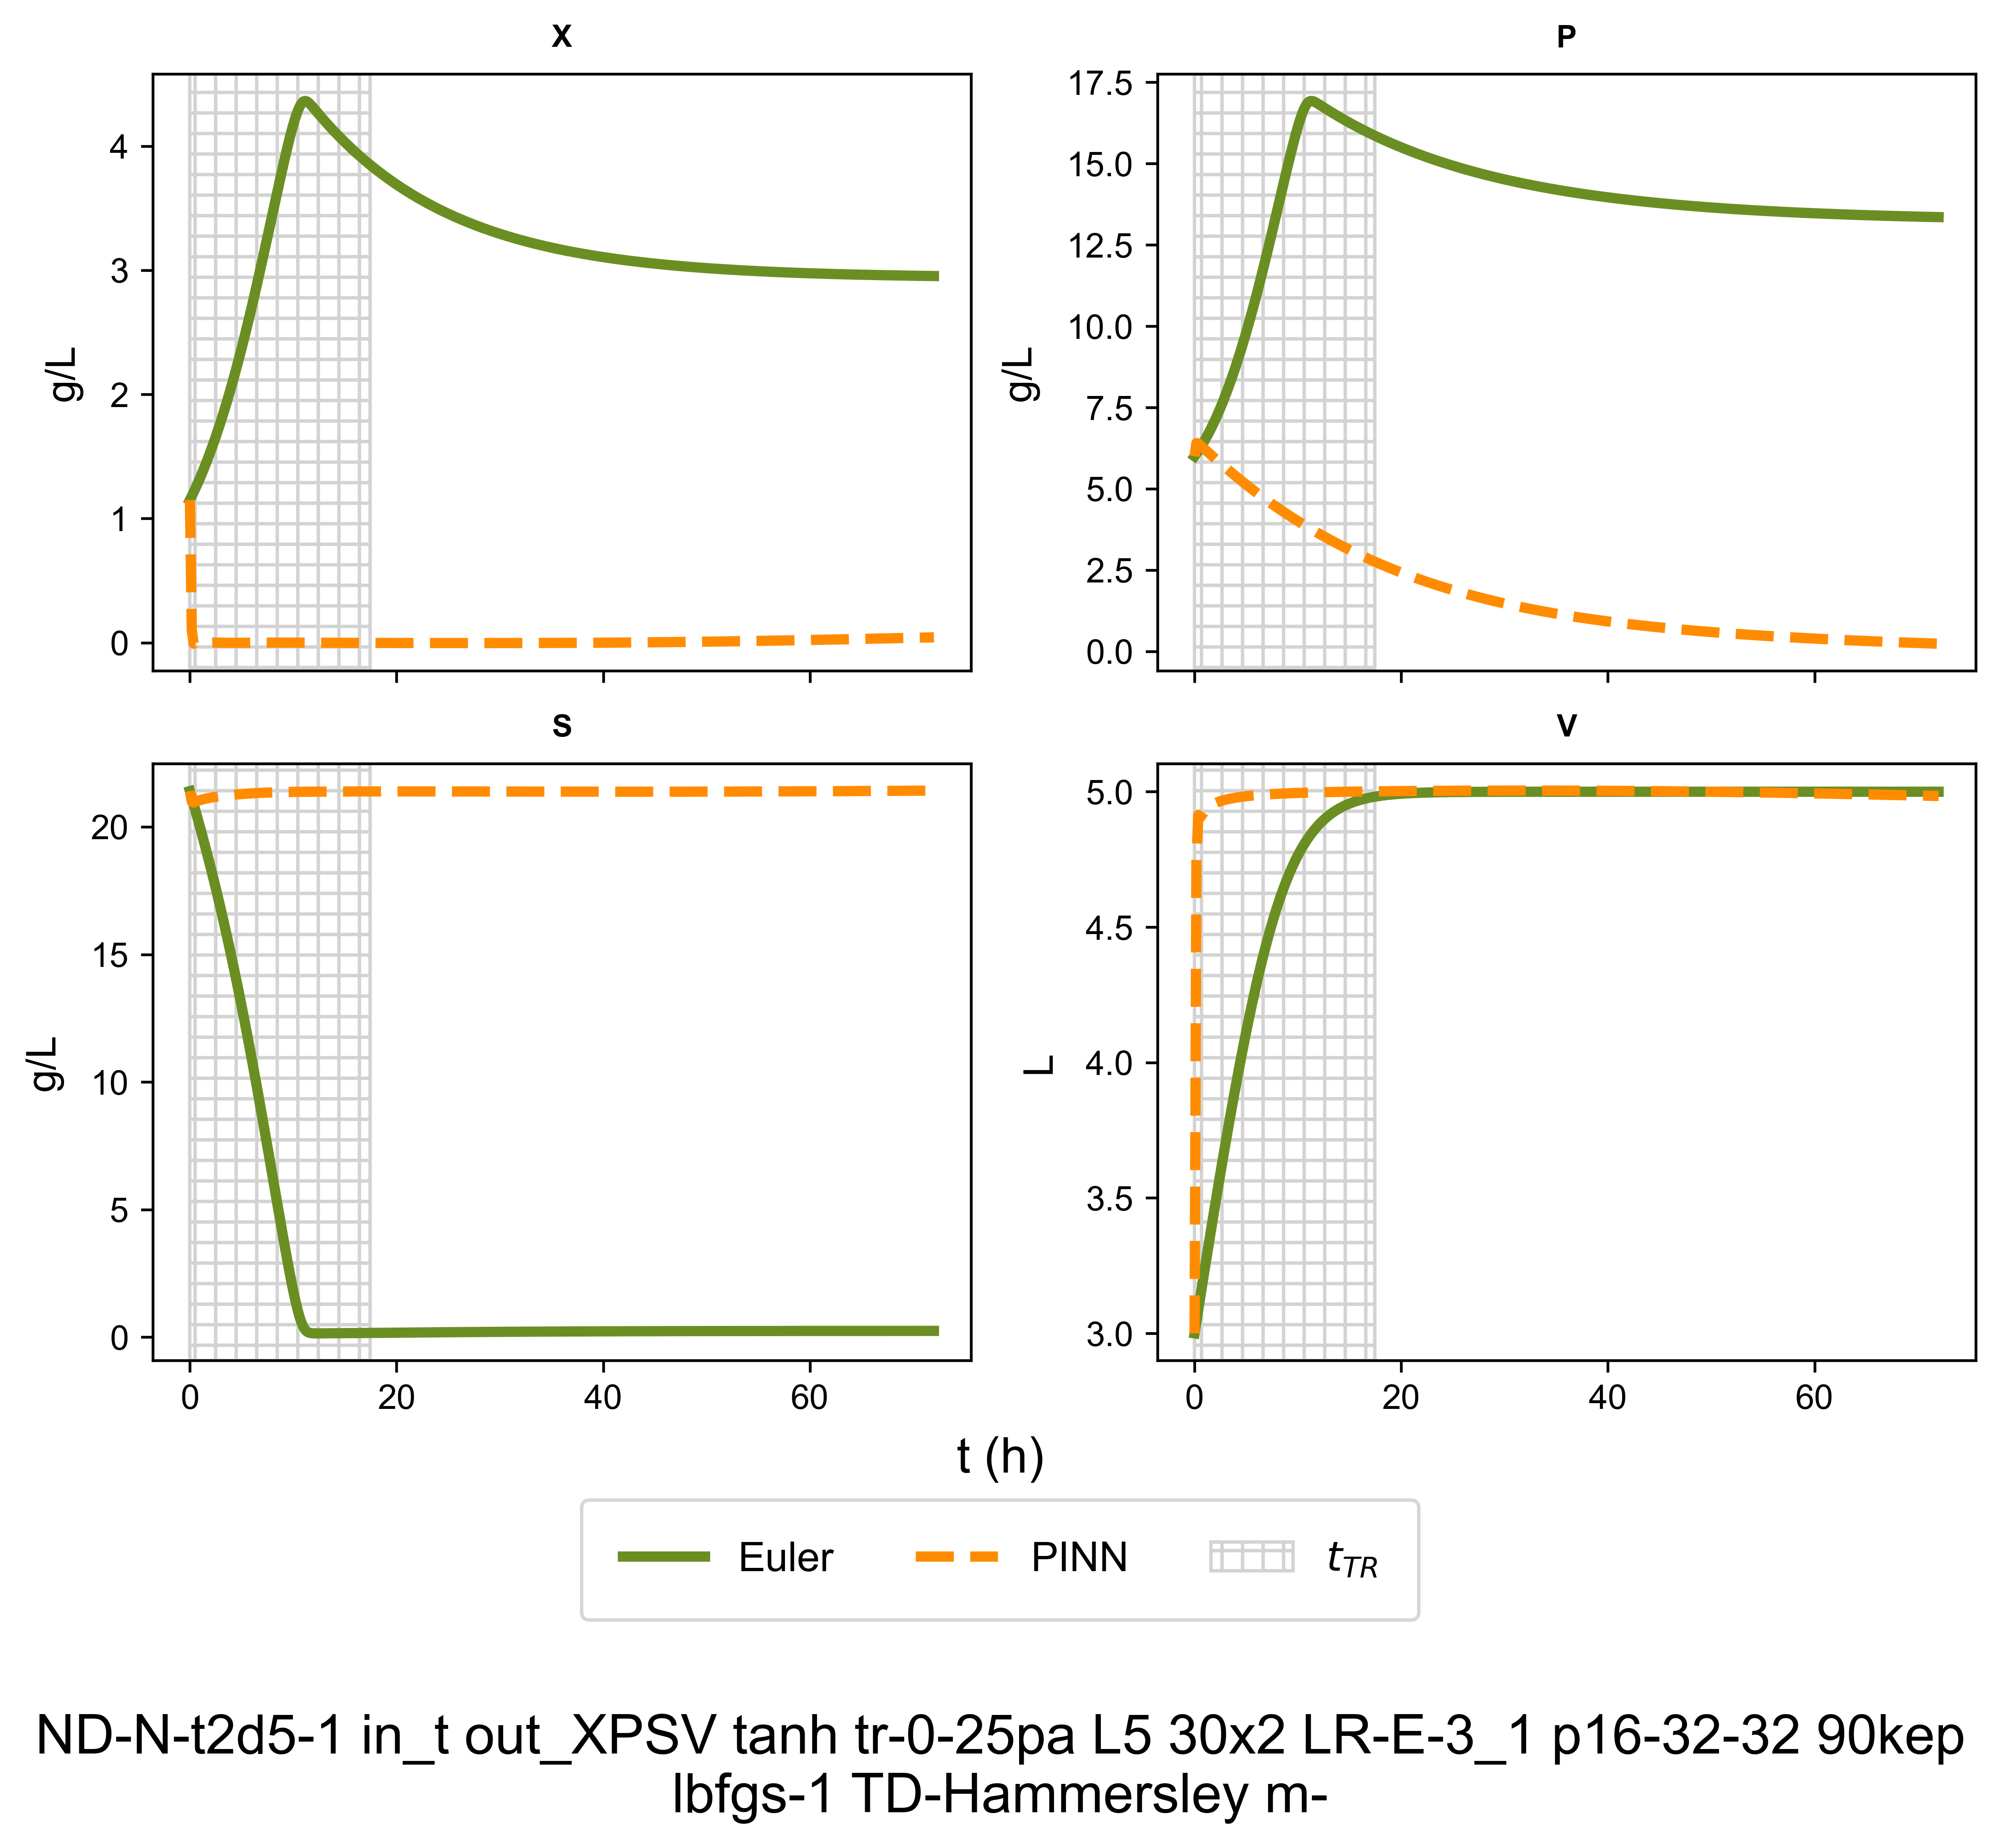 X
P
g/L
4
3
2
1
0
g/L
17.5
15.0
12.5
10.0
7.5
5.0
2.5
0.0
S
V
g/L
20
15
10
5
0
0
20
40
60
L
5.0
4.5
4.0
3.5
3.0
0
20
40
60
t (h)
Euler PINN tTR
ND-N-t2d5-1 in_t out_XPSV tanh tr-0-25pa L5 30x2 LR-E-3_1 p16-32-32 90kep
lbfgs-1 TD-Hammersley m-